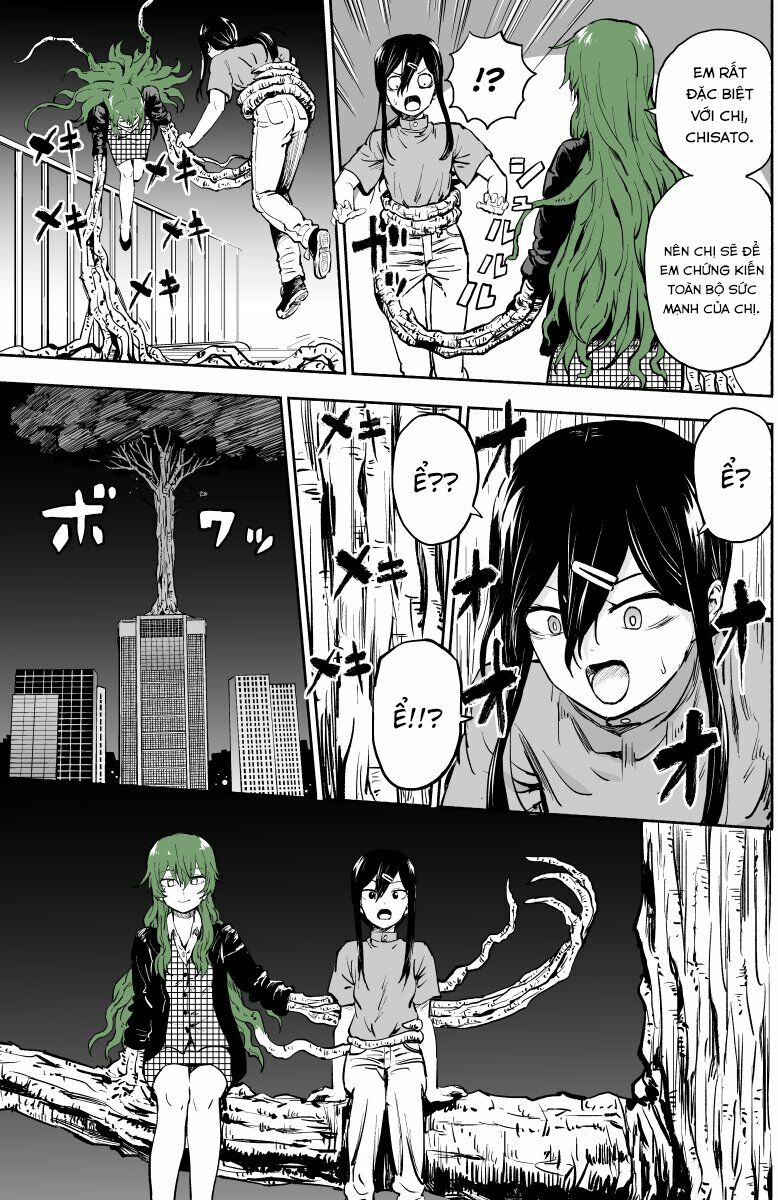 EM RẤT
ĐẶC BIỆT
VỚI CHỊ,
CHISATO.
NÊN CHỊ SẼ ĐỂ
EM CHỨNG KIẾN
TOÀN BỘ SỨC
MẠNH CỦA CHỊ.
!?
シュルルルル
ガッ
メキ
メキ
メキ
メキ
メキ
Ể?
Ể??
Ể!!?
オオオオオ
メキ
メキ
メキ
ボワッ